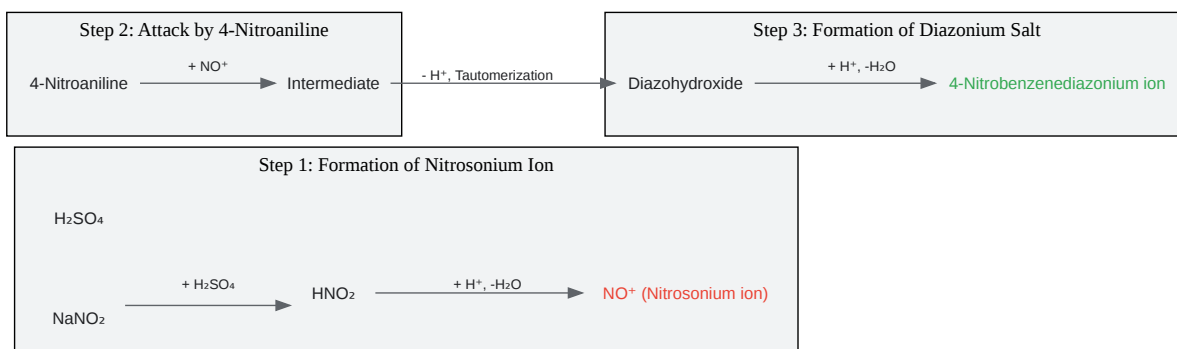 Step 2: Attack by 4-Nitroaniline
4-Nitroaniline
+ NO⁺
Intermediate
- H⁺, Tautomerization
Step 3: Formation of Diazonium Salt
Diazohydroxide
+ H⁺, -H₂O
4-Nitrobenzenediazonium ion
Step 1: Formation of Nitrosonium Ion
H₂SO₄
NaNO₂
+ H₂SO₄
HNO₂
+ H⁺, -H₂O
NO⁺ (Nitrosonium ion)